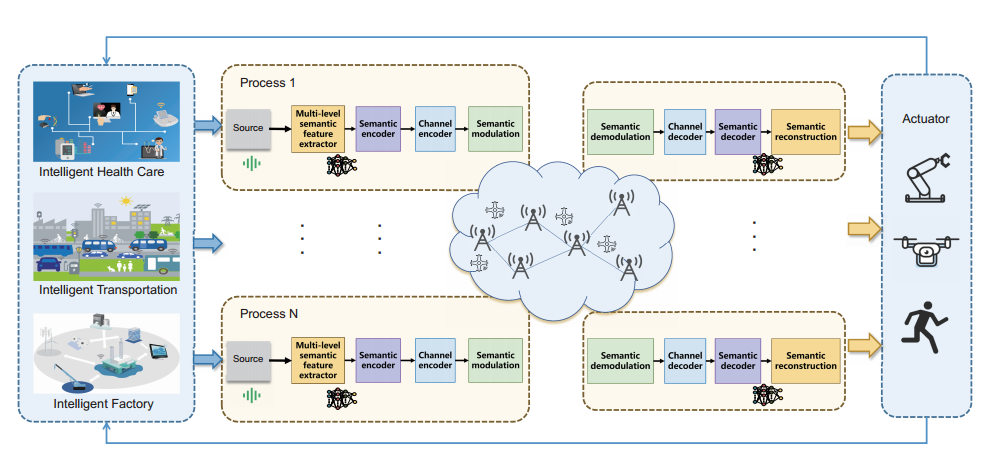 Process 1
Source
Multi-level
semantic
feature
extractor
Semantic
encoder
Channel
encoder
Semantic
modulation
Semantic
demodulation
Channel
decoder
Semantic
decoder
Semantic
reconstruction
Actuator
Intelligent Health Care
Intelligent Transportation
Process N
Source
Multi-level
semantic
feature
extractor
Semantic
encoder
Channel
encoder
Semantic
modulation
Semantic
demodulation
Channel
decoder
Semantic
decoder
Semantic
reconstruction
Intelligent Factory